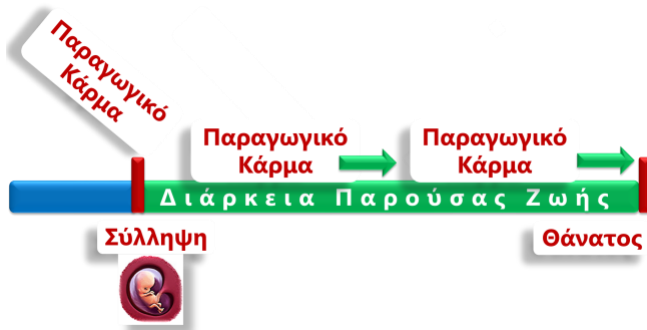 Παραγωγικό
Κάρμα
Παραγωγικό
Κάρμα
Παραγωγικό
Κάρμα
Διάρκεια Παρούσας Ζωής
Σύλληψη
Θάνατος